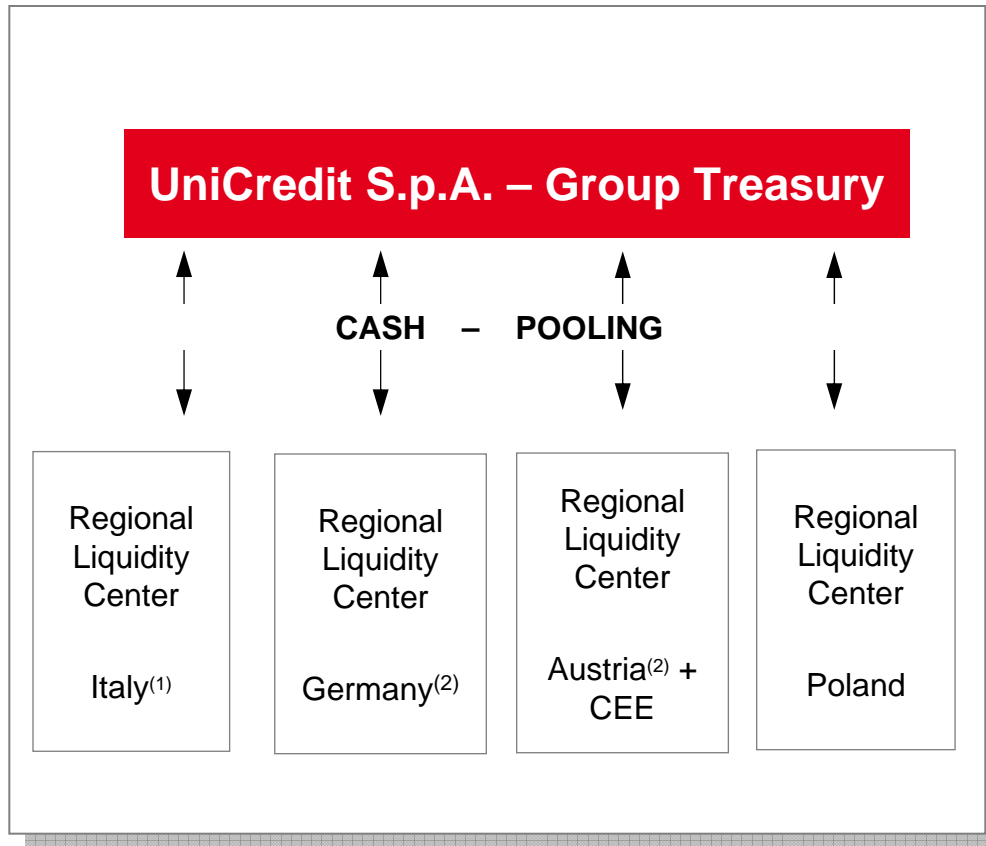 UniCredit S.p.A. – Group Treasury
CASH – POOLING
Regional
Liquidity
Center
Italy(1)
Regional
Liquidity
Center
Germany(2)
Regional
Liquidity
Center
Austria(2) +
CEE
Regional
Liquidity
Center
Poland